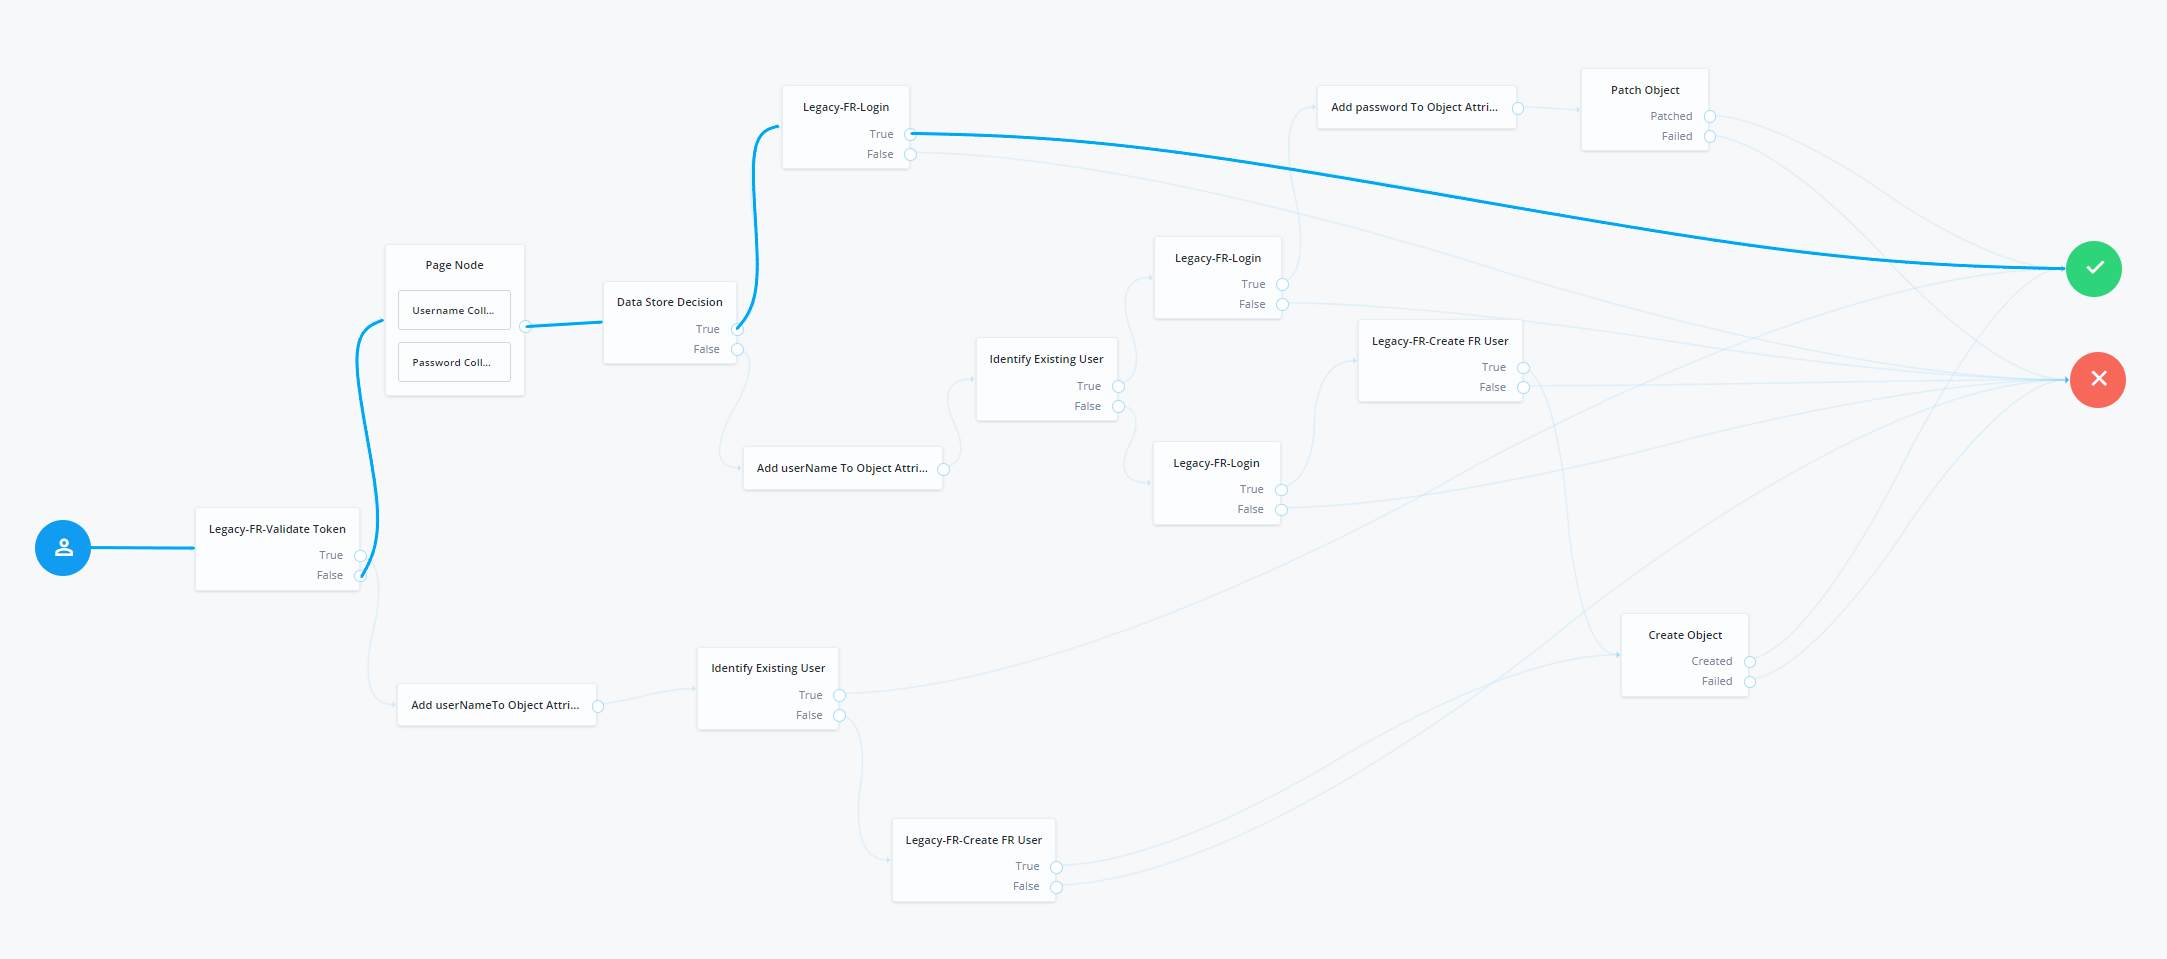 Legacy-FR-Validate Token
True
False
Page Node
Username Coll...
Password Coll...
Data Store Decision
True
False
Legacy-FR-Login
True
False
Add userName To Object Attri...
Identify Existing User
True
False
Legacy-FR-Login
True
False
Legacy-FR-Login
True
False
Add password To Object Attri...
Patch Object
Patched
Failed
Legacy-FR-Create FR User
True
False
Add userNameTo Object Attri...
Identify Existing User
True
False
Legacy-FR-Create FR User
True
False
Create Object
Created
Failed